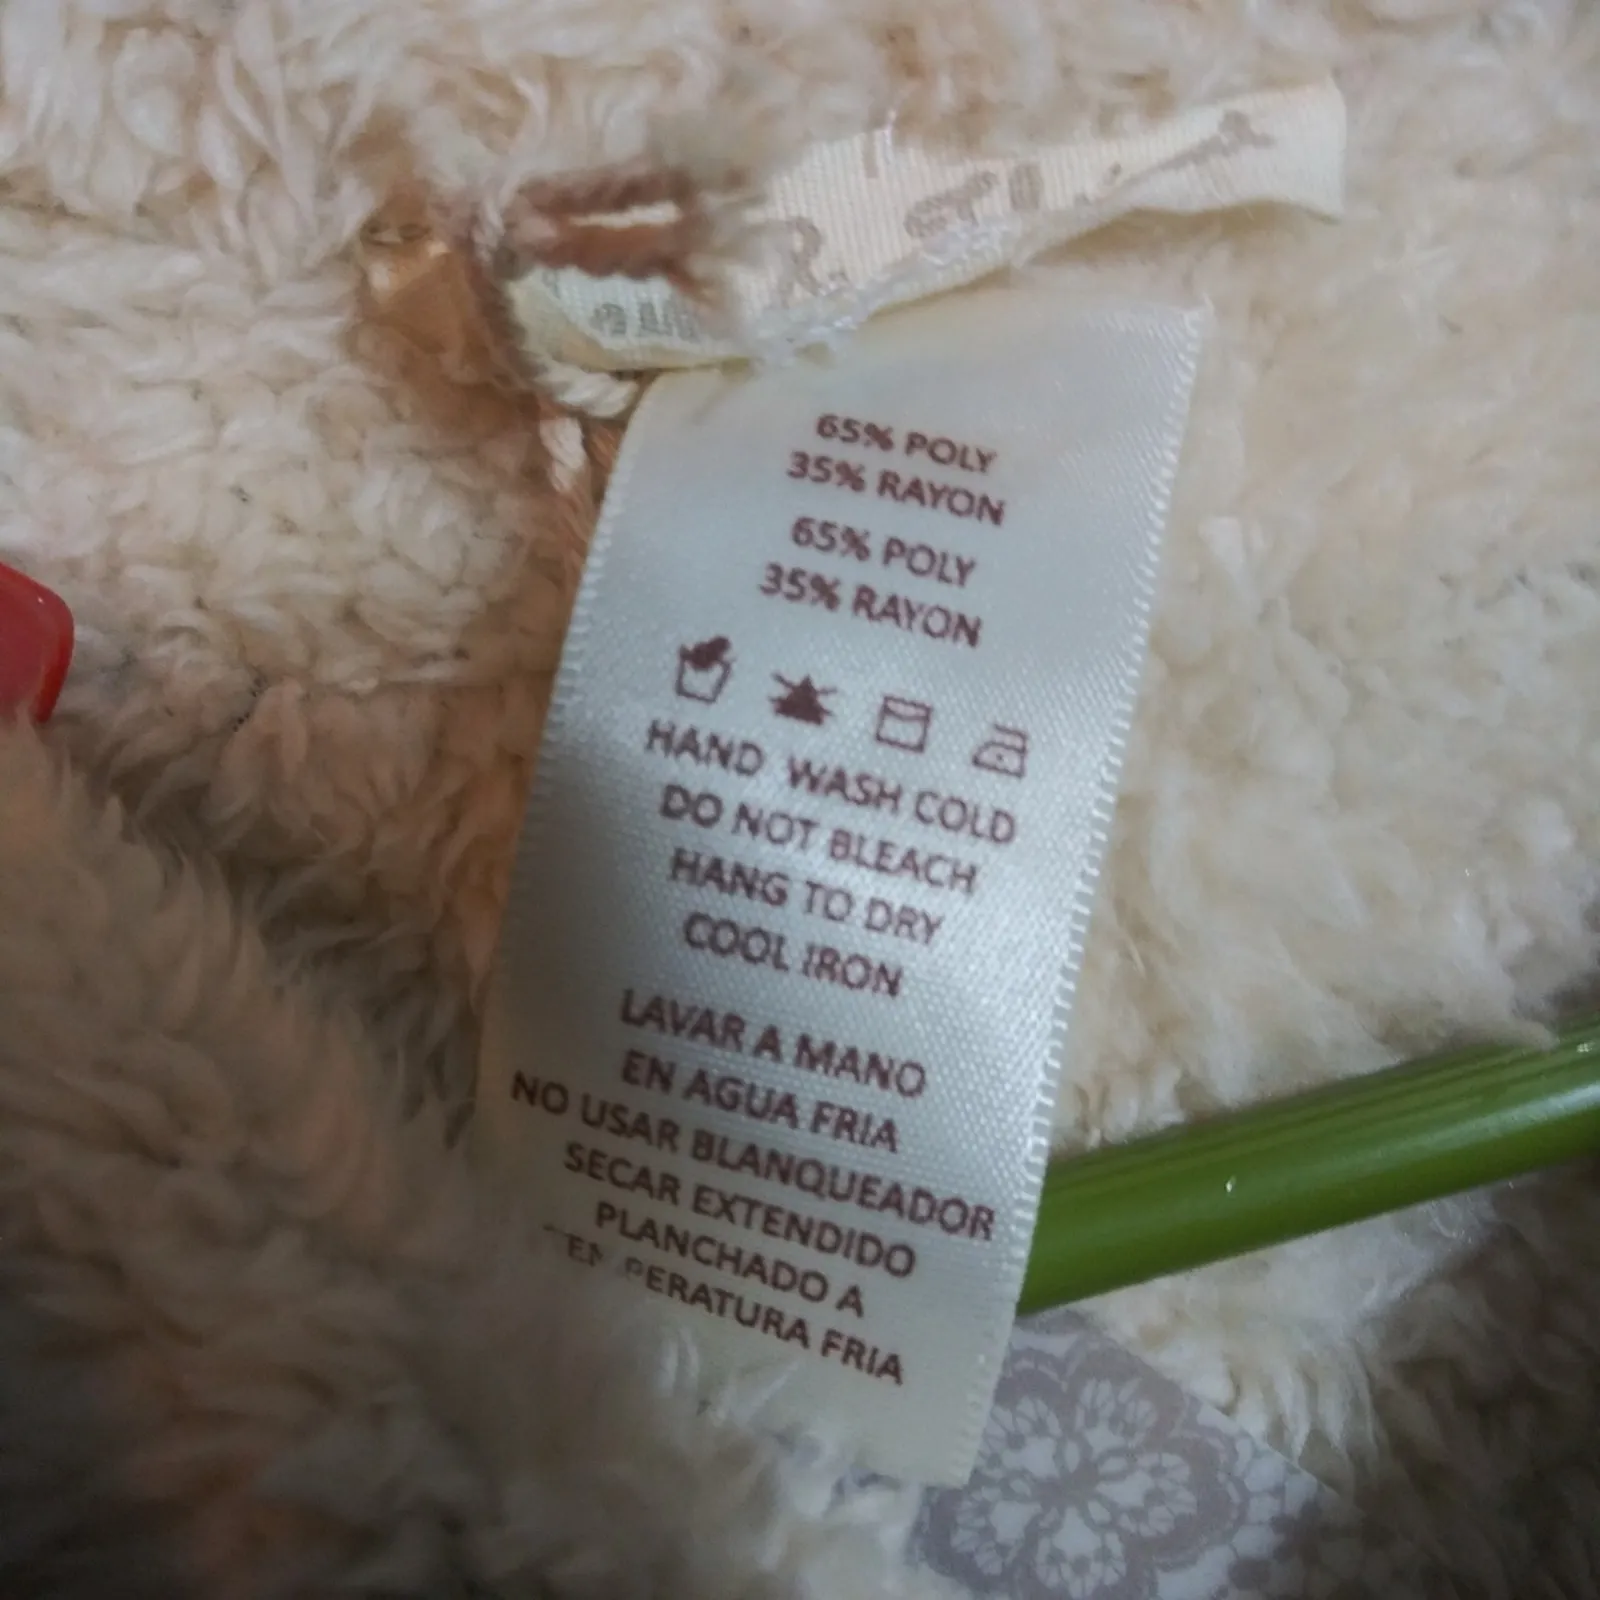 65% POLY
35% RAYON
65% POLY
35% RAYON
HAND WASH COLD
DO NOT BLEACH
HANG TO DRY
COOL IRON
LAVAR A MANO
EN AGUA FRIA
NO USAR BLANQUEADOR
SECAR EXTENDIDO
PLANCHADO A
TEMPERATURA FRIA